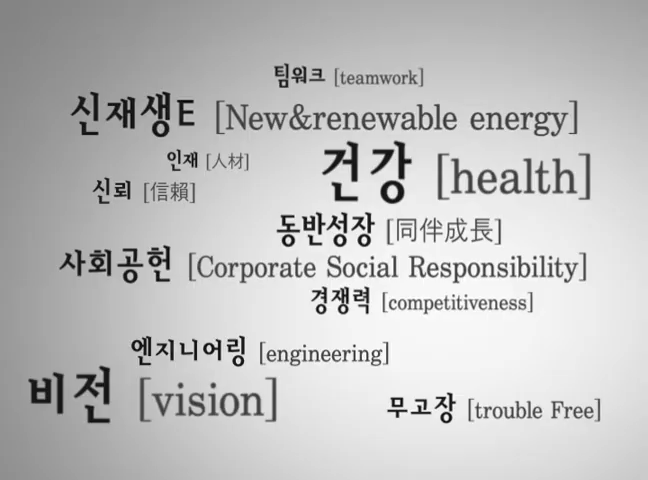 팀워크 [teamwork]
신재생E [New&renewable energy]
인재 [人材]
건강 [health]
신뢰 [信賴]
동반성장 [同伴成長]
사회공헌 [Corporate Social Responsibility]
경쟁력 [competitiveness]
엔지니어링 [engineering]
비전 [vision]
무고장 [trouble Free]